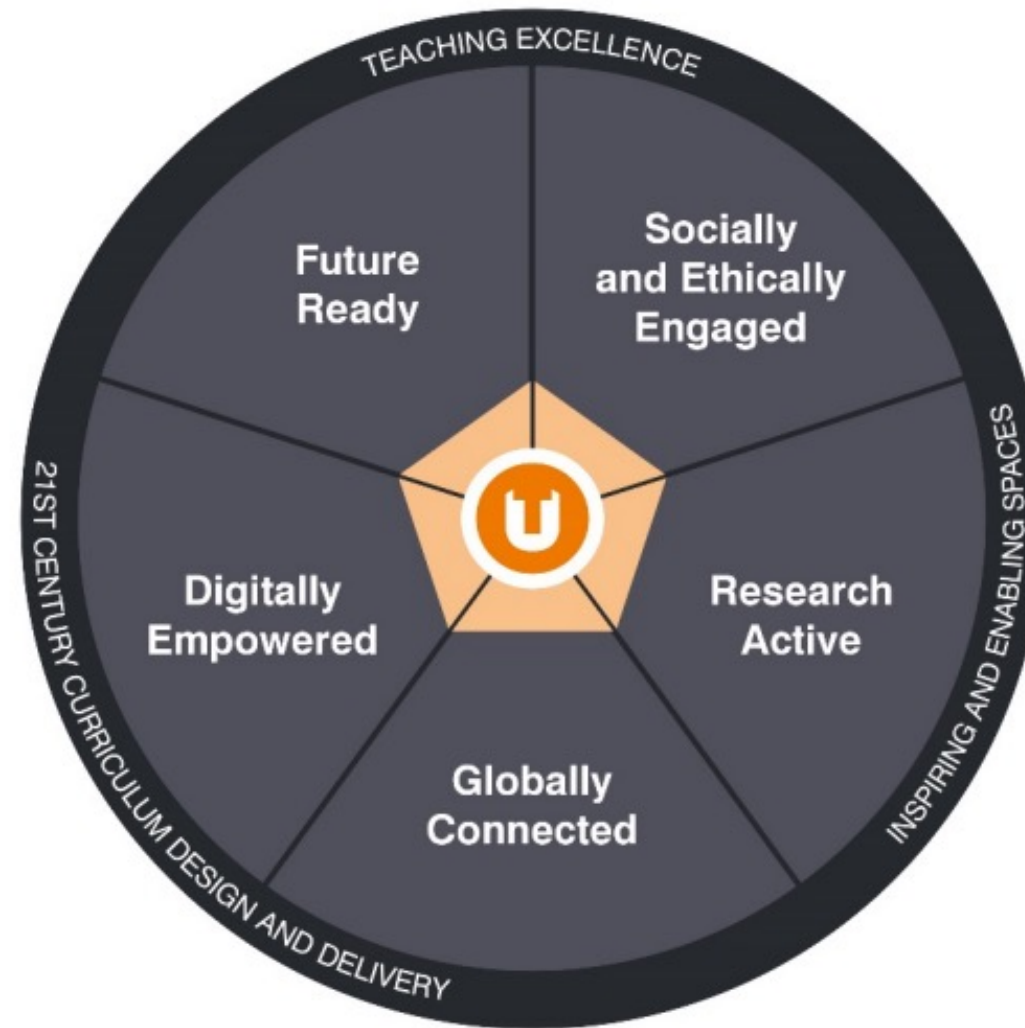 TEACHING EXCELLENCE
Future
Ready
Socially
and Ethically
Engaged
Digitally
Empowered
Research
Active
Globally
Connected
21ST CENTURY CURRICULUM DESIGN AND DELIVERY
INSPIRING AND ENABLING SPACES